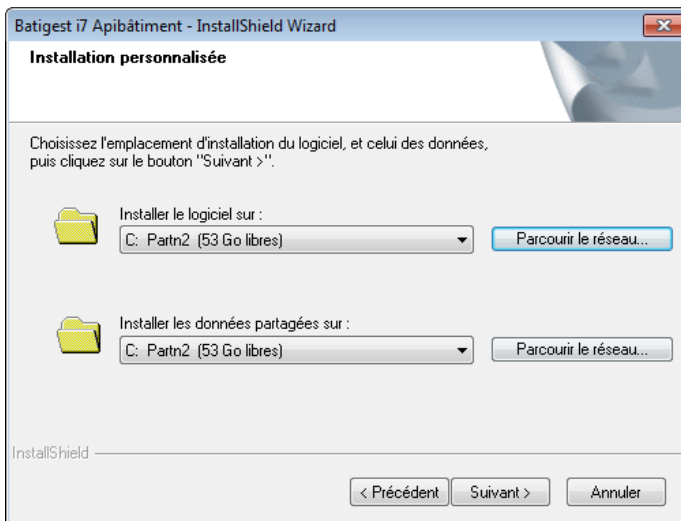 Batigest i7 Apibâtiment - InstallShield Wizard
Installation personnalisée
Choisissez l'emplacement d'installation du logiciel, et celui des données,
puis cliquez sur le bouton "Suivant >".
Installer le logiciel sur :
C: Partn2 (53 Go libres)
Parcourir le réseau...
Installer les données partagées sur :
C: Partn2 (53 Go libres)
Parcourir le réseau...
InstallShield
< Précédent
Suivant >
Annuler